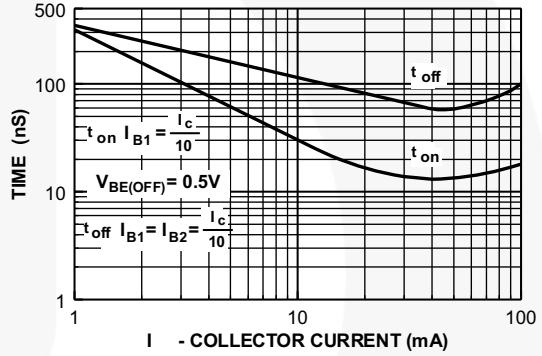 500
100
10
1
TIME (nS)
t off
t on
t on I B1 = I c / 10
V BE(OFF) = 0.5V
t off I B1 = I B2 = I c / 10
1 10 100
I - COLLECTOR CURRENT (mA)